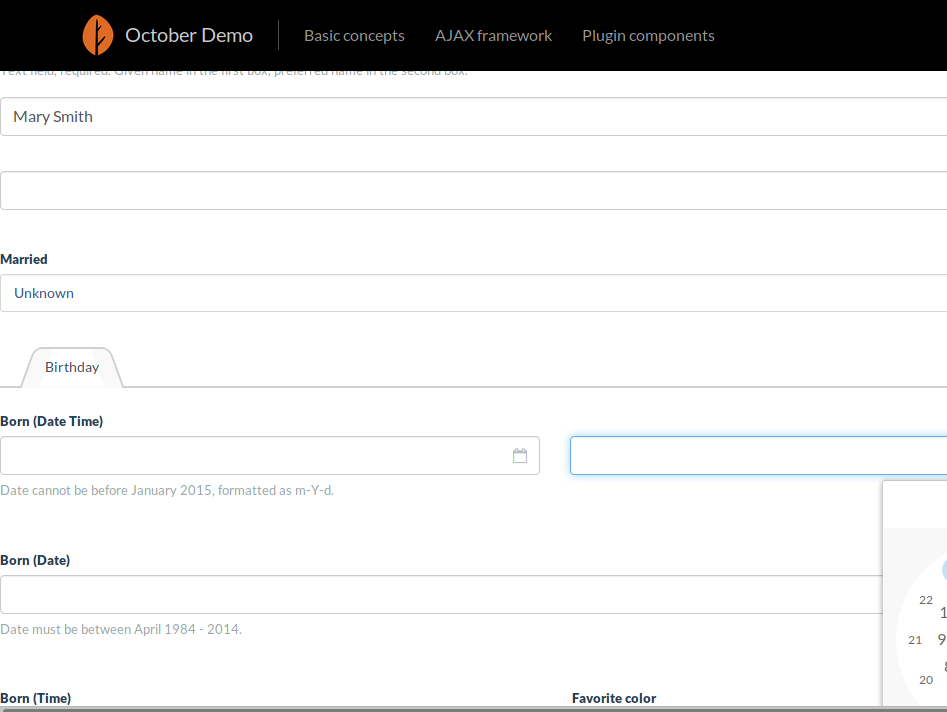 October Demo
Basic concepts
AJAX framework
Plugin components
Text field, required. Given name in the first box, preferred name in the second box.
Mary Smith
Married
Unknown
Birthday
Born (Date Time)
Date cannot be before January 2015, formatted as m-Y-d.
Born (Date)
Date must be between April 1984 - 2014.
22
21
9
20
Born (Time)
Favorite color